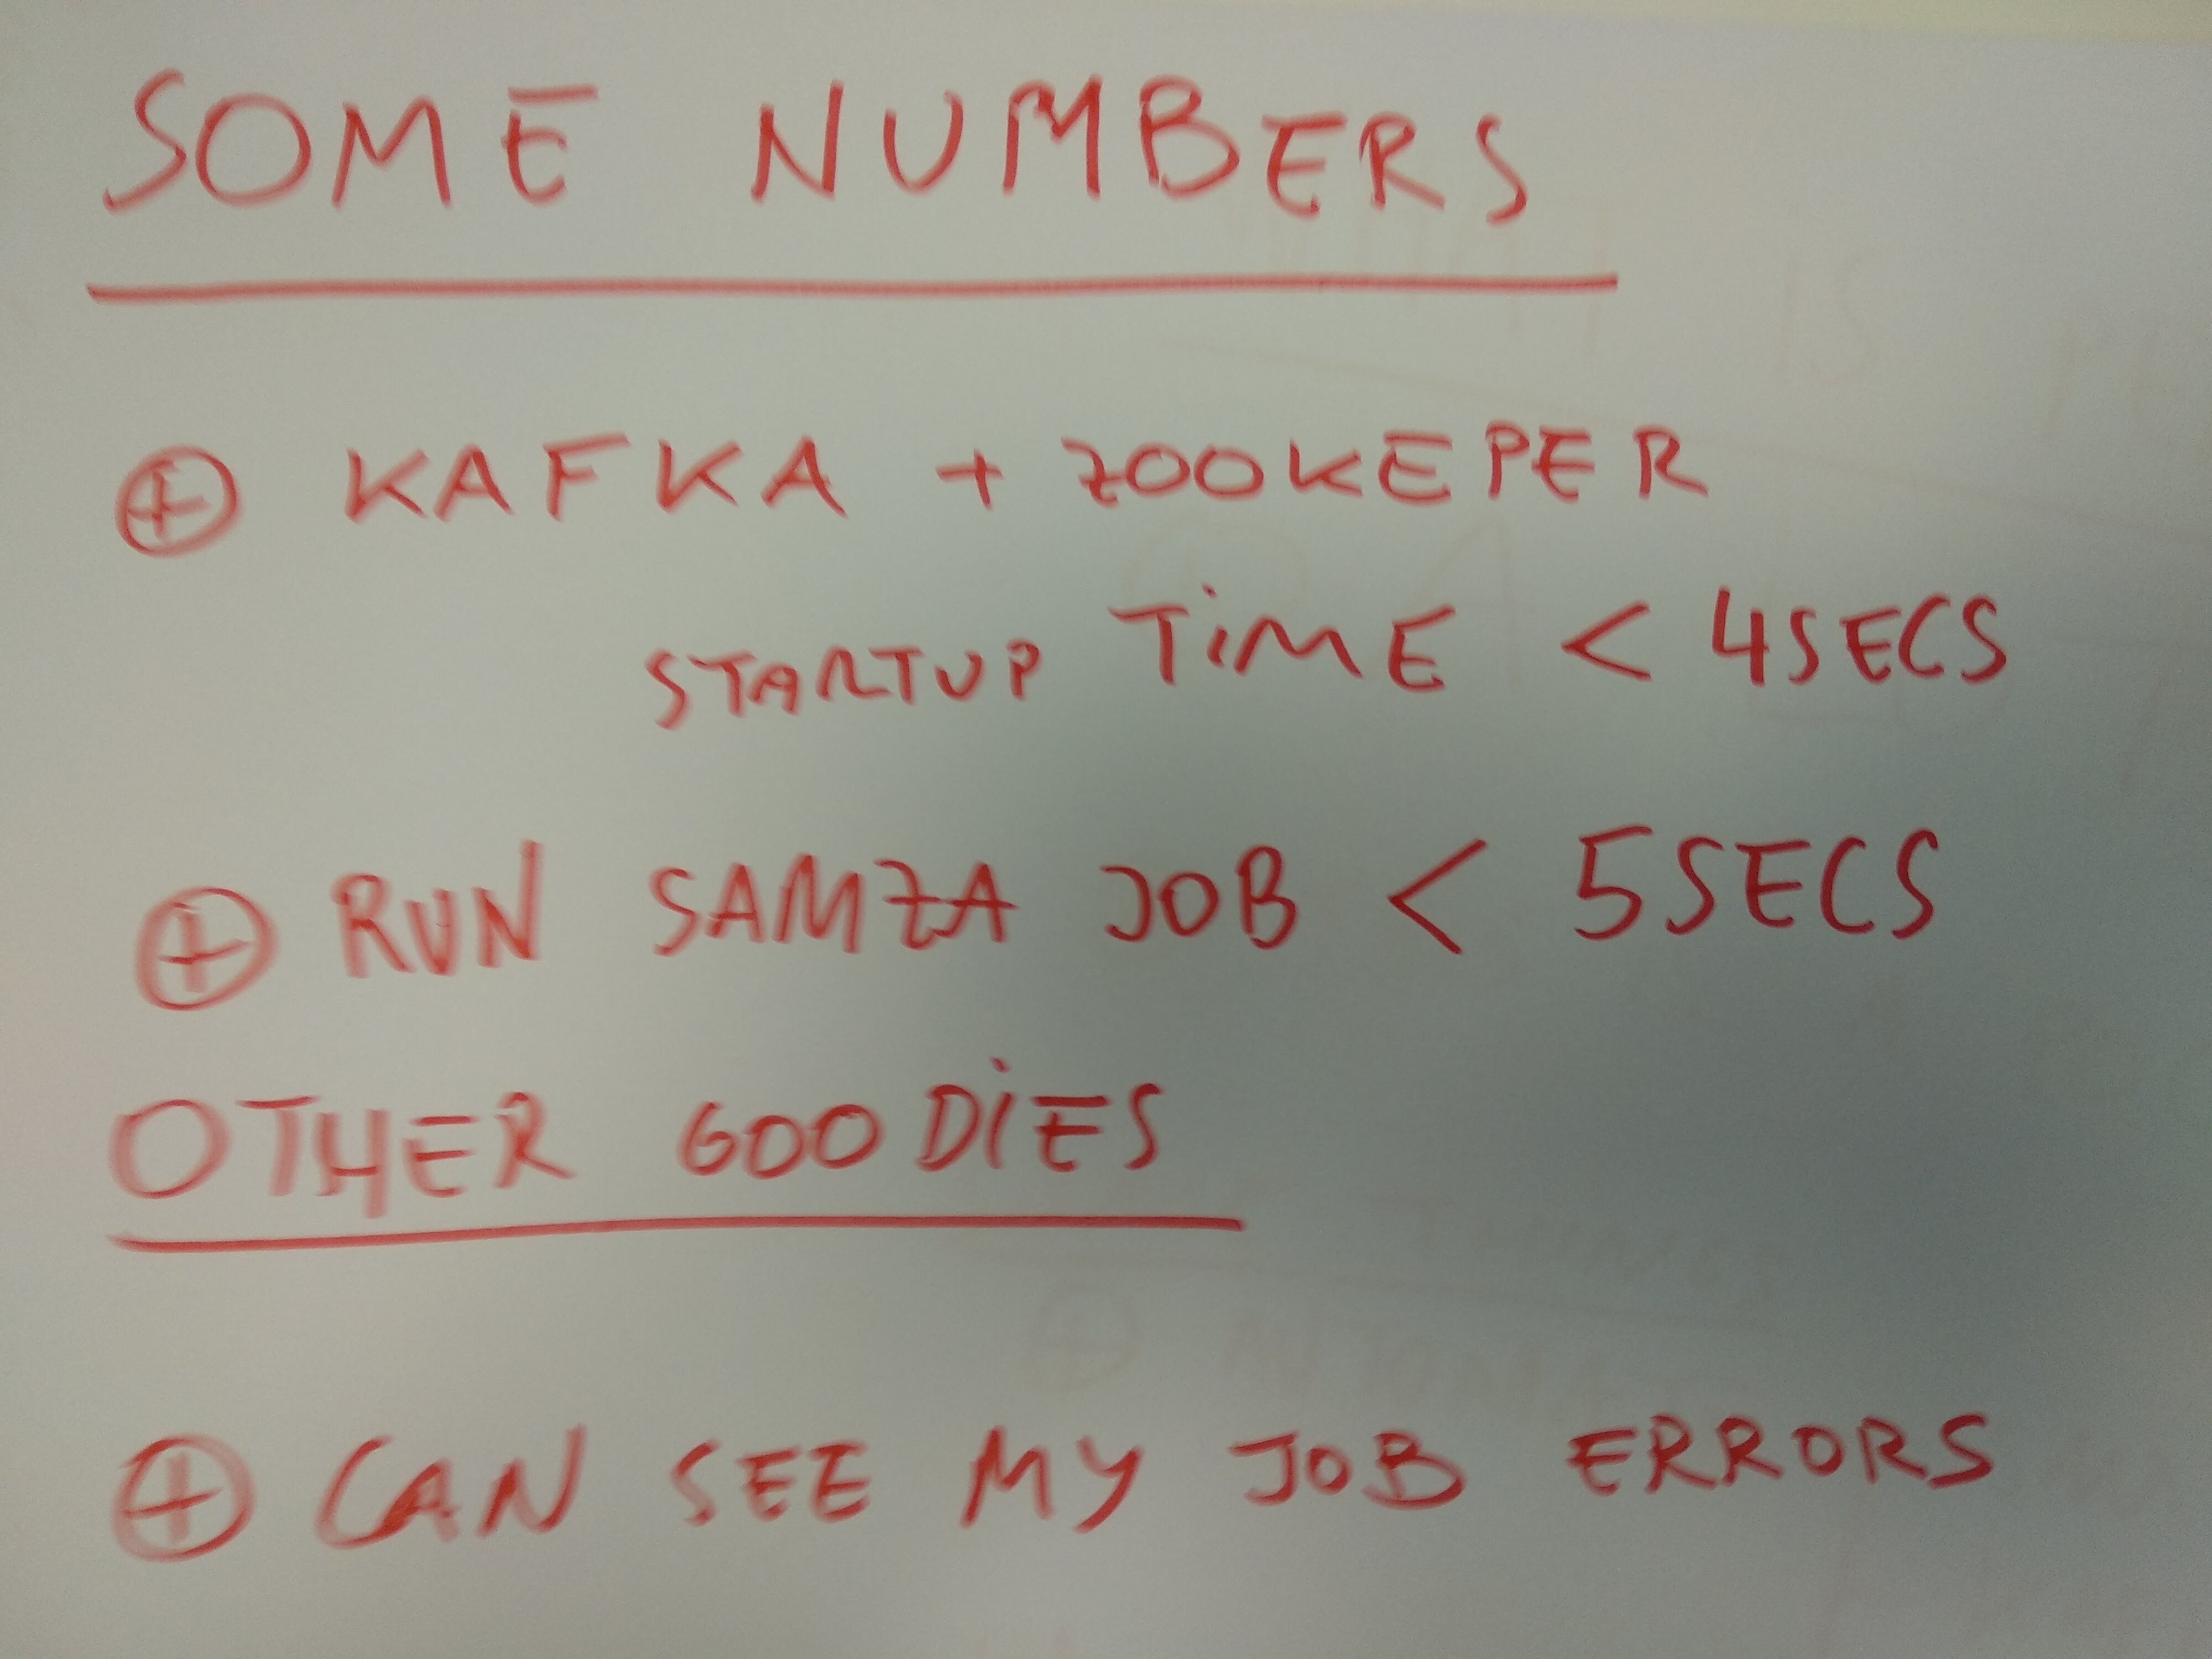 SOME NUMBERS
⊕ KAFKA + ZOOKEPER
STARTUP TiME < 4SECS
⊕ RUN SAMZA JOB < 5SECS
OTHER GOODiES
⊕ CAN SEE MY JOB ERRORS